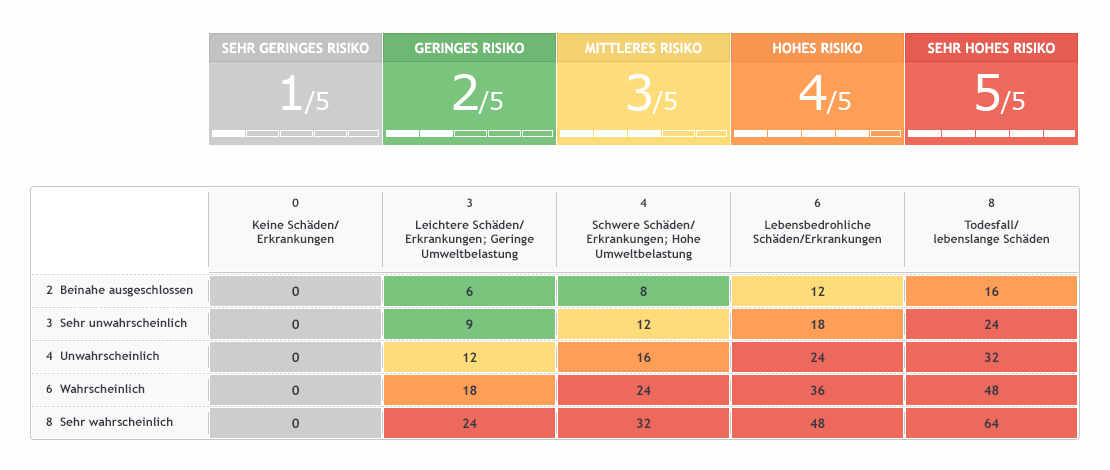 SEHR GERINGES RISIKO GERINGES RISIKO MITTLERES RISIKO HOHES RISIKO SEHR HOHES RISIKO
1/5 2/5 3/5 4/5 5/5
0 3 4 6 8
Keine Schäden/ Leichtere Schäden/ Schwere Schäden/ Lebensbedrohliche Todesfall/
Erkrankungen Erkrankungen; Geringe Erkrankungen; Hohe Schäden/Erkrankungen lebenslange Schäden
Umweltbelastung Umweltbelastung
2 Beinahe ausgeschlossen 0 6 8 12 16
3 Sehr unwahrscheinlich 0 9 12 18 24
4 Unwahrscheinlich 0 12 16 24 32
6 Wahrscheinlich 0 18 24 36 48
8 Sehr wahrscheinlich 0 24 32 48 64